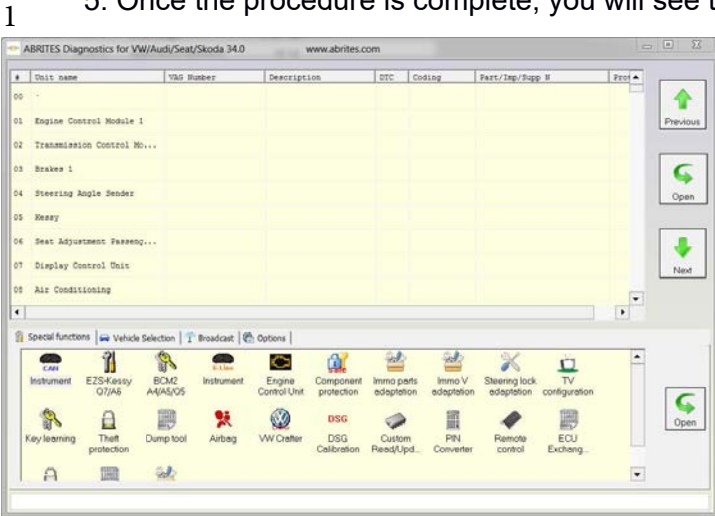 5. Once the procedure is complete, you will see t
1
ABRITES Diagnostics for VW/Audi/Seat/Skoda 34.0 www.abrites.com
# Unit name VAG Number Description DTC Coding Part/Imp/Supp N Pro
00 -
01 Engine Control Module 1
02 Transmission Control Mo...
03 Brakes 1
04 Steering Angle Sender
05 Kessy
06 Seat Adjustment Passeng...
07 Display Control Unit
08 Air Conditioning
Previous
Open
Next
Special functions Vehicle Selection Broadcast Options
CAN K-Line Safe
Instrument EZS-Kessy Q7/A6 BCM2 A4/A5/Q5 Instrument Engine Control Unit Component protection Immo parts adaptation Immo V adaptation Steering lock adaptation TV configuration
DSG
Key learning Theft protection Dump tool Airbag VW Crafter DSG Calibration Custom Read/Upd... PIN Converter Remote control ECU Exchang...
Open